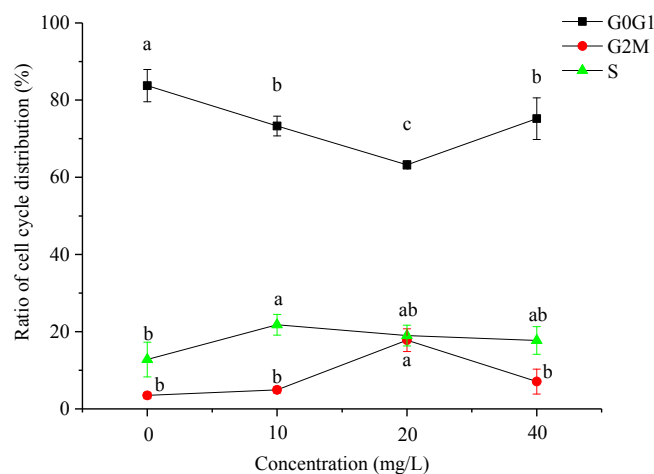 100
80
60
40
20
0
Ratio of cell cycle distribution (%)
G0G1
G2M
S
a
b
c
b
b
a
ab
ab
b
b
a
b
0
10
20
40
Concentration (mg/L)